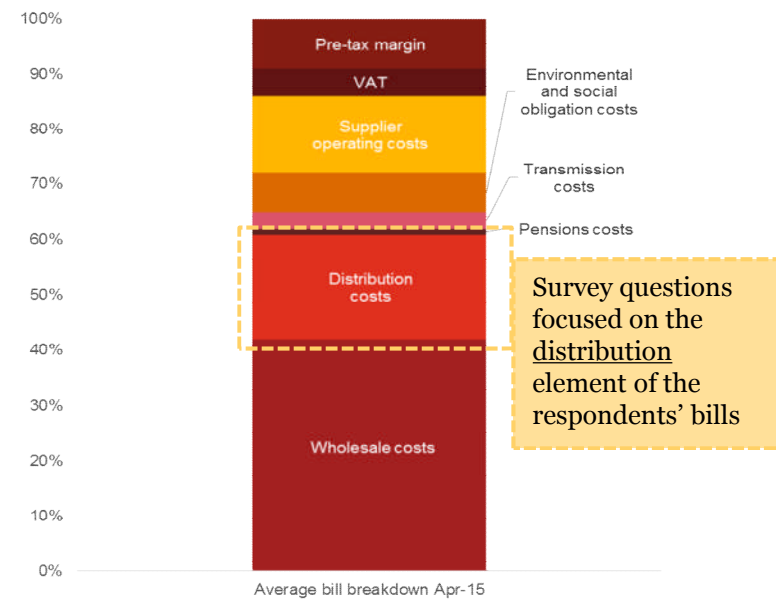 100%
90%
80%
70%
60%
50%
40%
30%
20%
10%
0%
Pre-tax margin
VAT
Supplier
operating costs
Distribution
costs
Wholesale costs
Environmental
and social
obligation costs
Transmission
costs
Pensions costs
Survey questions
focused on the
distribution
element of the
respondents’ bills
Average bill breakdown Apr-15